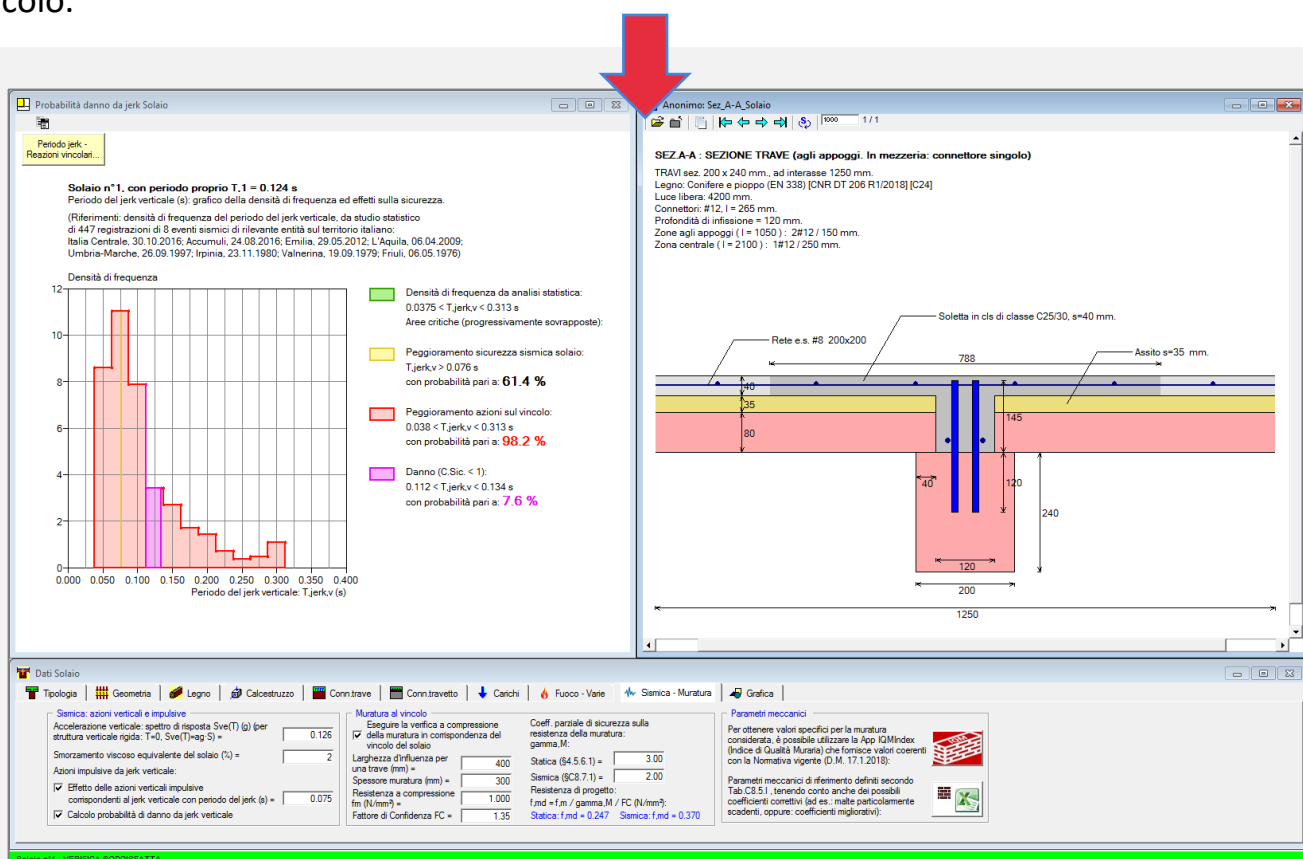 colo.
Probabilità danno da jerk Solaio
Periodo jerk -
Reazioni vincolari...
Solaio n°1, con periodo proprio T,1 = 0.124 s
Periodo del jerk verticale (s): grafico della densità di frequenza ed effetti sulla sicurezza.
(Riferimenti: densità di frequenza del periodo del jerk verticale, da studio statistico
di 447 registrazioni di 8 eventi sismici di rilevante entità sul territorio italiano:
Italia Centrale, 30.10.2016; Accumuli, 24.08.2016; Emilia, 29.05.2012; L'Aquila, 06.04.2009;
Umbria-Marche, 26.09.1997; Irpinia, 23.11.1980; Valnerina, 19.09.1979; Friuli, 06.05.1976)
Densità di frequenza
12
10
8
6
4
2
0
0.000 0.050 0.100 0.150 0.200 0.250 0.300 0.350 0.400
Periodo del jerk verticale: T,jerk,v (s)
Densità di frequenza da analisi statistica:
0.0375 < T,jerk,v < 0.313 s
Aree critiche (progressivamente sovrapposte):
Peggioramento sicurezza sismica solaio:
T,jerk,v > 0.076 s
con probabilità pari a: 61.4 %
Peggioramento azioni sul vincolo:
0.038 < T,jerk,v < 0.313 s
con probabilità pari a: 98.2 %
Danno (C.Sic. < 1):
0.112 < T,jerk,v < 0.134 s
con probabilità pari a: 7.6 %
Anonimo: Sez_A-A_Solaio
1000 1 / 1
SEZ.A-A : SEZIONE TRAVE (agli appoggi. In mezzeria: connettore singolo)
TRAVI sez. 200 x 240 mm., ad interasse 1250 mm.
Legno: Conifere e pioppo (EN 338) [CNR DT 206 R1/2018] [C24]
Luce libera: 4200 mm.
Connettori: #12, l = 265 mm.
Profondità di infissione = 120 mm.
Zone agli appoggi ( l = 1050 ) : 2#12 / 150 mm.
Zona centrale ( l = 2100 ) : 1#12 / 250 mm.
Soletta in cls di classe C25/30, s=40 mm.
Rete e.s. #8 200x200
788
Assito s=35 mm.
40
35
145
80
40
120
240
120
200
1250
Dati Solaio
Tipologia Geometria Legno Calcestruzzo Conn.trave Conn.travetto Carichi Fuoco - Varie Sismica - Muratura Grafica
Sismica: azioni verticali e impulsive
Accelerazione verticale: spettro di risposta Sve(T) (g) (per
struttura verticale rigida: T=0, Sve(T)=ag·S) = 0.126
Smorzamento viscoso equivalente del solaio (%) = 2
Azioni impulsive da jerk verticale:
Effetto delle azioni verticali impulsive
corrispondenti al jerk verticale con periodo del jerk (s) = 0.075
Calcolo probabilità di danno da jerk verticale
Muratura al vincolo
Eseguire la verifica a compressione
della muratura in corrispondenza del
vincolo del solaio
Larghezza d'influenza per
una trave (mm) = 400
Spessore muratura (mm) = 300
Resistenza a compressione
fm (N/mm²) = 1.000
Fattore di Confidenza FC = 1.35
Coeff. parziale di sicurezza sulla
resistenza della muratura:
gamma,M:
Statica (§4.5.6.1) = 3.00
Sismica (§C8.7.1) = 2.00
Resistenza di progetto:
f,md = f,m / gamma,M / FC (N/mm²):
Statica: f,md = 0.247 Sismica: f,md = 0.370
Parametri meccanici
Per ottenere valori specifici per la muratura
considerata, è possibile utilizzare la App IQMIndex
(Indice di Qualità Muraria) che fornisce valori coerenti
con la Normativa vigente (D.M. 17.1.2018):
Parametri meccanici di riferimento definiti secondo
Tab.C8.5.I , tenendo conto dei possibili
coefficienti correttivi (ad es.: malte particolarmente
scadenti, oppure: coefficienti migliorativi):
Solaio n°1 : VERIFICA SODDISFATTA